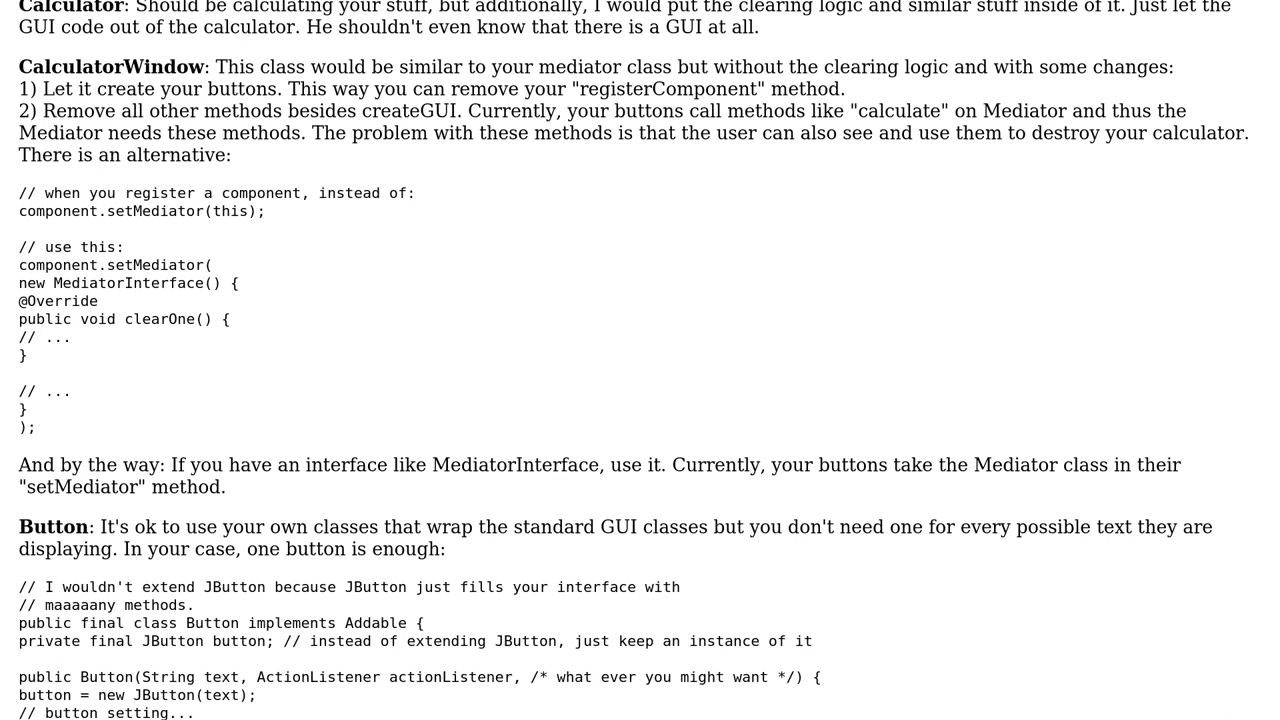 Calculator: Should be calculating your stuff, but additionally, I would put the clearing logic and similar stuff inside of it. Just let the
GUI code out of the calculator. He shouldn't even know that there is a GUI at all.
CalculatorWindow: This class would be similar to your mediator class but without the clearing logic and with some changes:
1) Let it create your buttons. This way you can remove your "registerComponent" method.
2) Remove all other methods besides createGUI. Currently, your buttons call methods like "calculate" on Mediator and thus the
Mediator needs these methods. The problem with these methods is that the user can also see and use them to destroy your calculator.
There is an alternative:
// when you register a component, instead of:
component.setMediator(this);
// use this:
component.setMediator(
new MediatorInterface() {
@Override
public void clearOne() {
// ...
}
// ...
}
);
And by the way: If you have an interface like MediatorInterface, use it. Currently, your buttons take the Mediator class in their
"setMediator" method.
Button: It's ok to use your own classes that wrap the standard GUI classes but you don't need one for every possible text they are
displaying. In your case, one button is enough:
// I wouldn't extend JButton because JButton just fills your interface with
// maaaaany methods.
public final class Button implements Addable {
private final JButton button; // instead of extending JButton, just keep an instance of it
public Button(String text, ActionListener actionListener, /* what ever you might want */) {
button = new JButton(text);
// button setting...